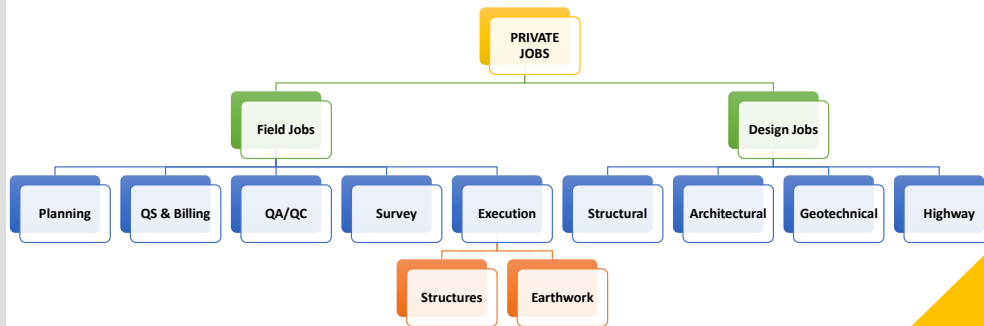 PRIVATE
JOBS
Field Jobs
Design Jobs
Planning
QS & Billing
QA/QC
Survey
Execution
Structural
Architectural
Geotechnical
Highway
Structures
Earthwork